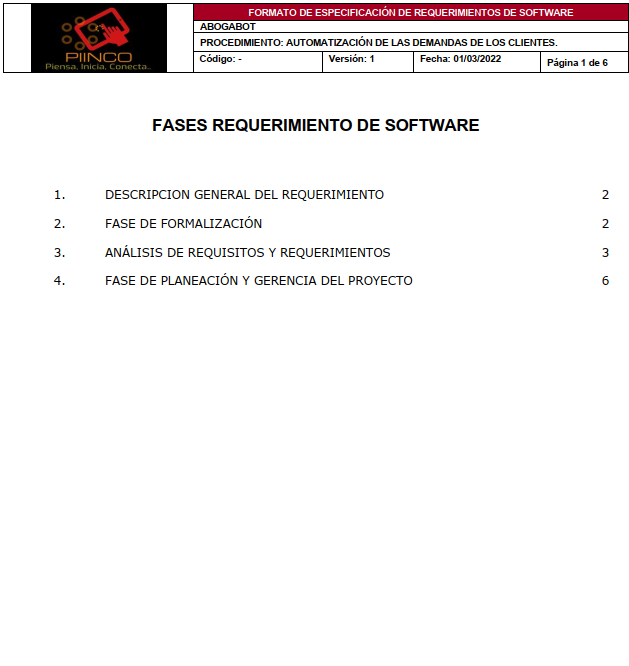 PIINCO
Piensa. Inicia. Conecta..
FORMATO DE ESPECIFICACIÓN DE REQUERIMIENTOS DE SOFTWARE
ABOGABOT
PROCEDIMIENTO: AUTOMATIZACIÓN DE LAS DEMANDAS DE LOS CLIENTES.
Código: - Versión: 1 Fecha: 01/03/2022 Página 1 de 6
FASES REQUERIMIENTO DE SOFTWARE
1. DESCRIPCION GENERAL DEL REQUERIMIENTO 2
2. FASE DE FORMALIZACIÓN 2
3. ANÁLISIS DE REQUISITOS Y REQUERIMIENTOS 3
4. FASE DE PLANEACIÓN Y GERENCIA DEL PROYECTO 6